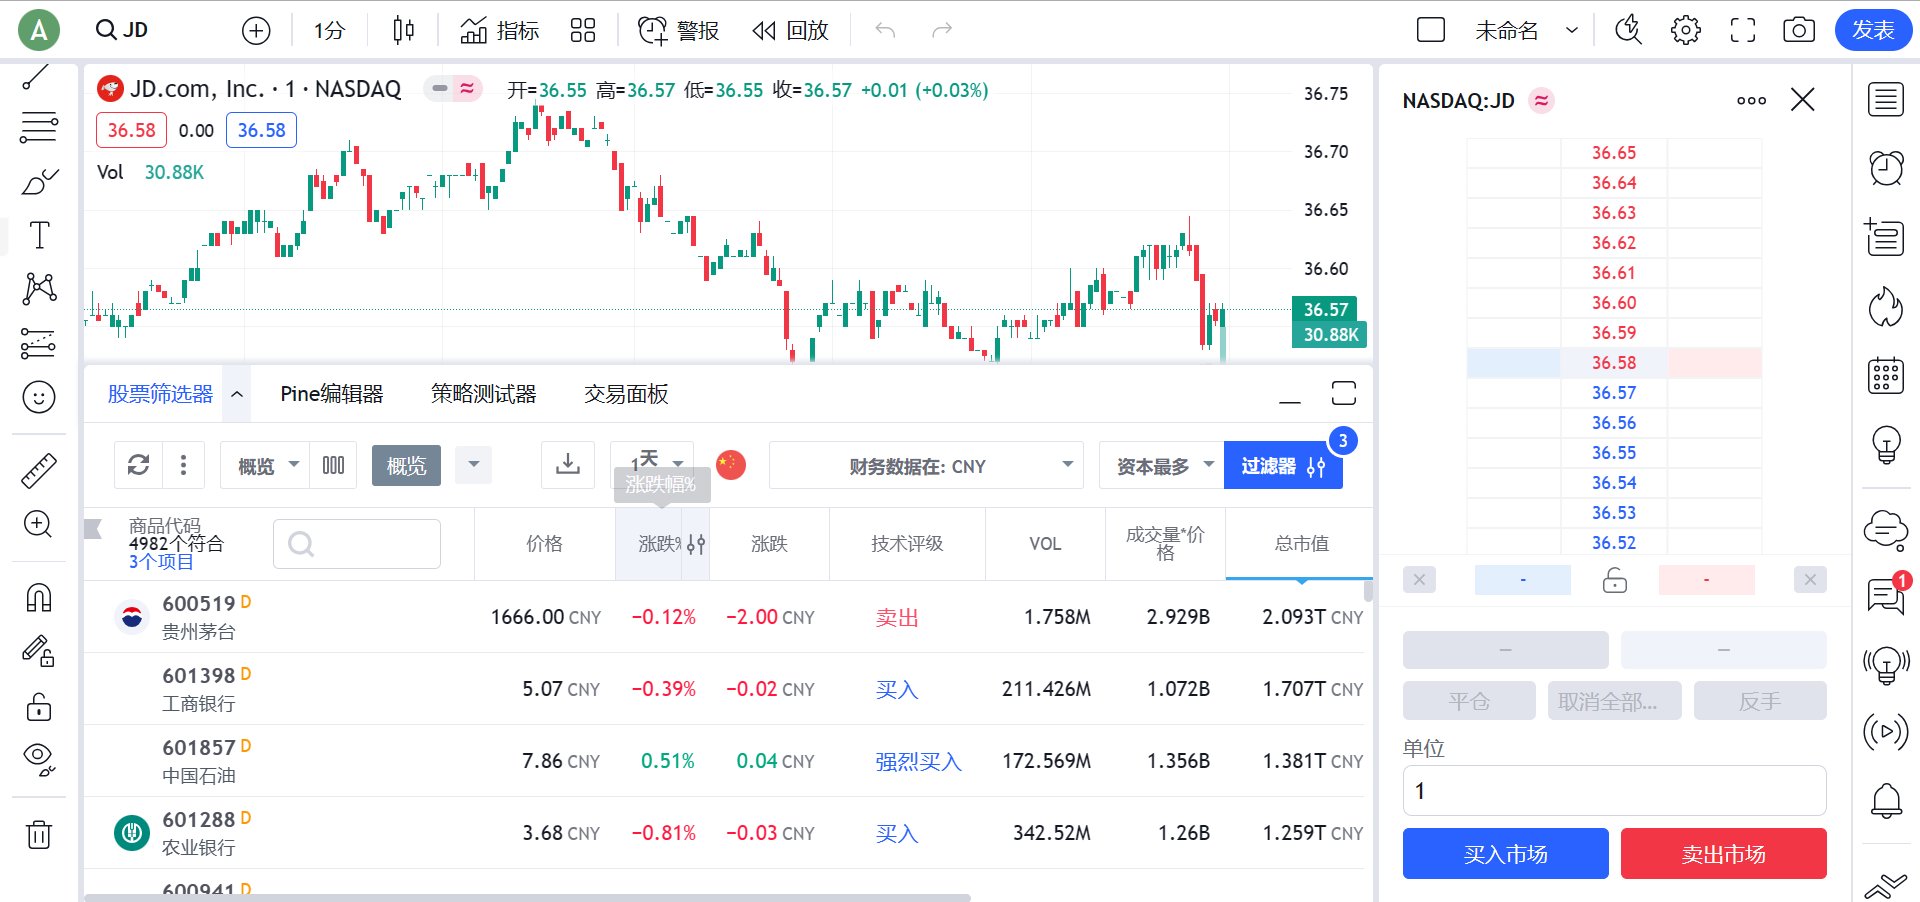 A
JD
1分
指标
警报
回放
未命名
发表
JD.com, Inc. · 1 · NASDAQ
开=36.55 高=36.57 低=36.55 收=36.57 +0.01 (+0.03%)
36.58 0.00 36.58
Vol 30.88K
36.75
36.70
36.65
36.60
36.57
30.88K
股票筛选器
Pine编辑器
策略测试器
交易面板
概览
概览
1天
涨跌幅%
财务数据在: CNY
资本最多
过滤器
3
商品代码
4982个符合
3个项目
价格
涨跌%
涨跌
技术评级
VOL
成交量*价
格
总市值
600519 D
贵州茅台
1666.00 CNY −0.12% −2.00 CNY 卖出 1.758M 2.929B 2.093T CNY
601398 D
工商银行
5.07 CNY −0.39% −0.02 CNY 买入 211.426M 1.072B 1.707T CNY
601857 D
中国石油
7.86 CNY 0.51% 0.04 CNY 强烈买入 172.569M 1.356B 1.381T CNY
601288 D
农业银行
3.68 CNY −0.81% −0.03 CNY 买入 342.52M 1.26B 1.259T CNY
600941 D
NASDAQ:JD
36.65
36.64
36.63
36.62
36.61
36.60
36.59
36.58
36.57
36.56
36.55
36.54
36.53
36.52
- -
– –
平仓
取消全部...
反手
单位
1
买入市场
卖出市场
1